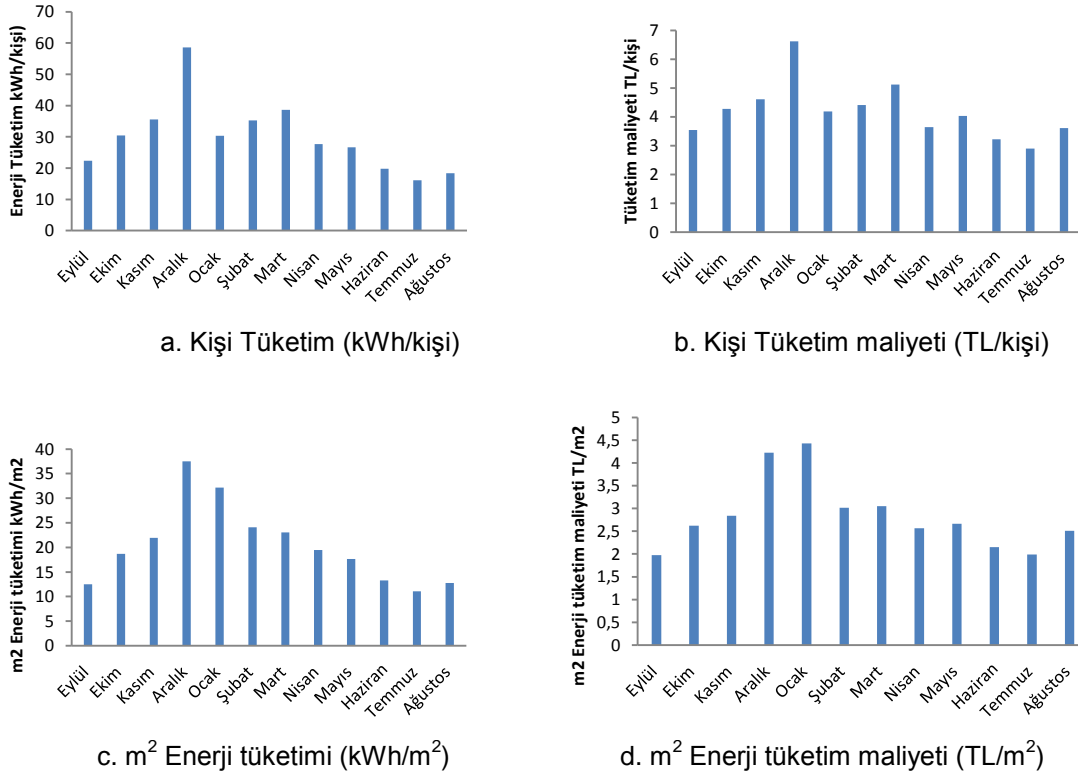 Enerji Tüketim kWh/kişi
70
60
50
40
30
20
10
0
Eylül
Ekim
Kasım
Aralık
Ocak
Şubat
Mart
Nisan
Mayıs
Haziran
Temmuz
Ağustos
a. Kişi Tüketim (kWh/kişi)
Tüketim maliyeti TL/kişi
7
6
5
4
3
2
1
0
Eylül
Ekim
Kasım
Aralık
Ocak
Şubat
Mart
Nisan
Mayıs
Haziran
Temmuz
Ağustos
b. Kişi Tüketim maliyeti (TL/kişi)
m2 Enerji tüketimi kWh/m2
40
35
30
25
20
15
10
5
0
Eylül
Ekim
Kasım
Aralık
Ocak
Şubat
Mart
Nisan
Mayıs
Haziran
Temmuz
Ağustos
c. m² Enerji tüketimi (kWh/m²)
m2 Enerji tüketim maliyeti TL/m2
5
4,5
4
3,5
3
2,5
2
1,5
1
0,5
0
Eylül
Ekim
Kasım
Aralık
Ocak
Şubat
Mart
Nisan
Mayıs
Haziran
Temmuz
Ağustos
d. m² Enerji tüketim maliyeti (TL/m²)